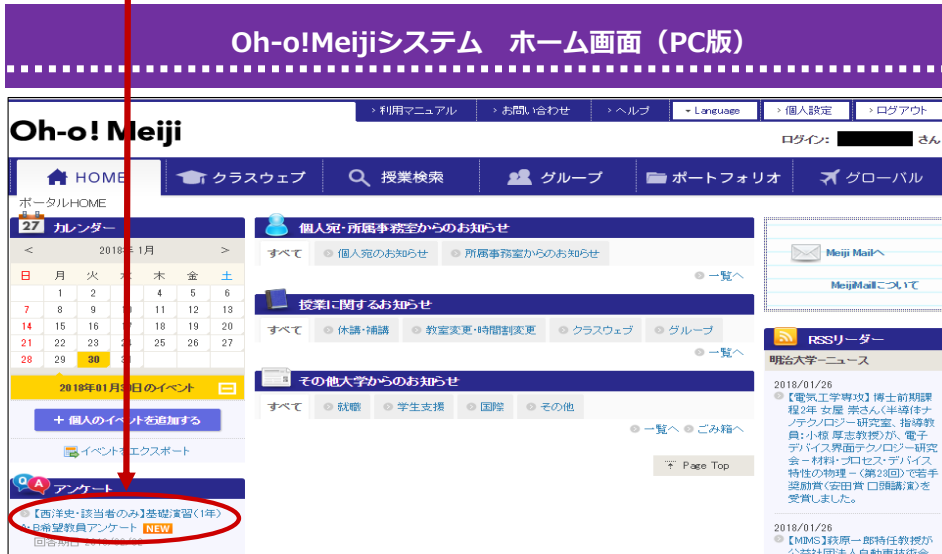 Oh-o!Meijiシステム　ホーム画面（PC版）
利用マニュアル お問い合わせ ヘルプ Language 個人設定 ログアウト
Oh-o! Meiji
ログイン: さん
HOME クラスウェブ 授業検索 グループ ポートフォリオ グローバル
ポータルHOME
27 カレンダー
< 2018年 1月 >
日 月 火 水 木 金 土
1 2 4 5 6
7 8 9 11 12 13
14 15 16 18 19 20
21 22 23 25 26 27
28 29 30
2018年01月30日のイベント
+ 個人のイベントを追加する
イベントをエクスポート
Q A アンケート
【西洋史・該当者のみ】基礎演習（1年）
A・B希望教員アンケート NEW
回答期日
個人宛・所属事務室からのお知らせ
すべて 個人宛のお知らせ 所属事務室からのお知らせ
一覧へ
授業に関するお知らせ
すべて 休講・補講 教室変更・時間割変更 クラスウェブ グループ
一覧へ
その他大学からのお知らせ
すべて 就職 学生支援 国際 その他
一覧へ ごみ箱へ
Page Top
Meiji Mailへ
MeijiMailについて
RSSリーダー
明治大学ーニュース
2018/01/26
【電気工学専攻】博士前期課
程2年 女屋 崇さん（半導体ナ
ノテクノロジー研究室、指導教
員：小椋 厚志教授）が、電子
デバイス界面テクノロジー研究
会－材料・プロセス・デバイス
特性の物理－（第23回）で若手
奨励賞（安田賞 口頭講演）を
受賞しました。
2018/01/26
【MIMS】萩原一郎特任教授が
公益社団法人自動車技術会